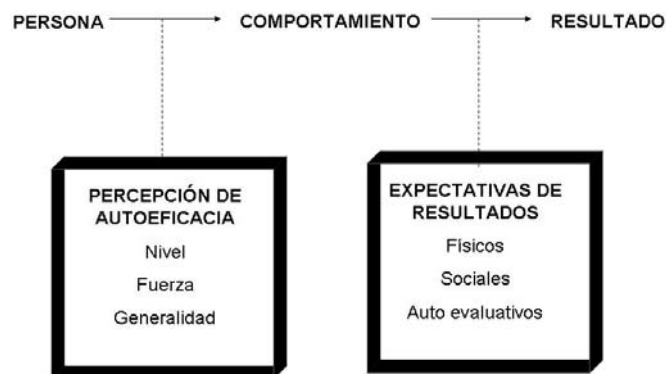 PERSONA COMPORTAMIENTO RESULTADO
PERCEPCIÓN DE
AUTOEFICACIA
Nivel
Fuerza
Generalidad
EXPECTATIVAS DE
RESULTADOS
Físicos
Sociales
Auto evaluativos